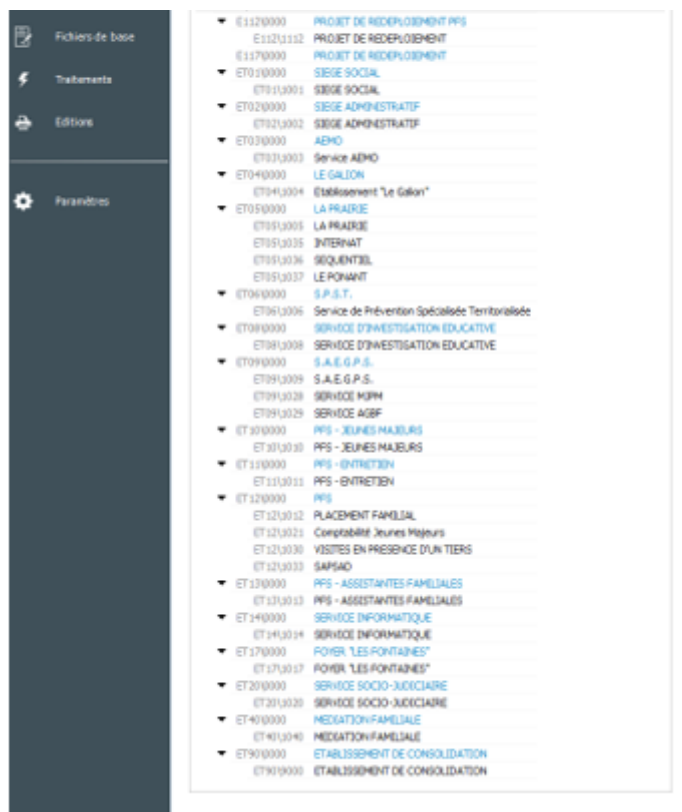 Fichiers de base
Traitements
Editions
Paramètres
E112\0000 PROJET DE REDEPLOIEMENT PFS
E112\1112 PROJET DE REDEPLOIEMENT
E117\0000 PROJET DE REDEPLOIEMENT
ET01\0000 SIEGE SOCIAL
ET01\1001 SIEGE SOCIAL
ET02\0000 SIEGE ADMINISTRATIF
ET02\1002 SIEGE ADMINISTRATIF
ET03\0000 AEMO
ET03\1003 Service AEMO
ET04\0000 LE GALION
ET04\1004 Etablissement "Le Galion"
ET05\0000 LA PRAIRIE
ET05\1005 LA PRAIRIE
ET05\1035 INTERNAT
ET05\1036 SEQUENTIEL
ET05\1037 LE PONANT
ET06\0000 S.P.S.T.
ET06\1006 Service de Prévention Spécialisée Territorialisée
ET08\0000 SERVICE D'INVESTIGATION EDUCATIVE
ET08\1008 SERVICE D'INVESTIGATION EDUCATIVE
ET09\0000 S.A.E.G.P.S.
ET09\1009 S.A.E.G.P.S.
ET09\1028 SERVICE MJPM
ET09\1029 SERVICE AGBF
ET10\0000 PFS - JEUNES MAJEURS
ET10\1010 PFS - JEUNES MAJEURS
ET11\0000 PFS - ENTRETIEN
ET11\1011 PFS - ENTRETIEN
ET12\0000 PFS
ET12\1012 PLACEMENT FAMILIAL
ET12\1021 Comptabilité Jeunes Majeurs
ET12\1030 VISITES EN PRESENCE D'UN TIERS
ET12\1033 SAPSAD
ET13\0000 PFS - ASSISTANTES FAMILIALES
ET13\1013 PFS - ASSISTANTES FAMILIALES
ET14\0000 SERVICE INFORMATIQUE
ET14\1014 SERVICE INFORMATIQUE
ET17\0000 FOYER "LES FONTAINES"
ET17\1017 FOYER "LES FONTAINES"
ET20\0000 SERVICE SOCIO-JUDICIAIRE
ET20\1020 SERVICE SOCIO-JUDICIAIRE
ET40\0000 MEDIATION FAMILIALE
ET40\1040 MEDIATION FAMILIALE
ET90\0000 ETABLISSEMENT DE CONSOLIDATION
ET90\9000 ETABLISSEMENT DE CONSOLIDATION